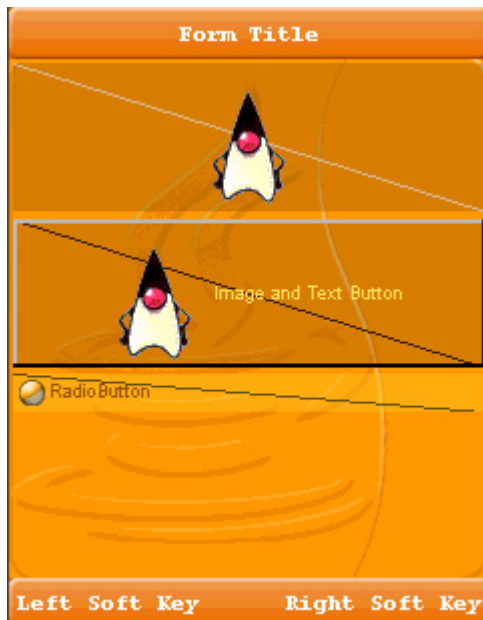 Form Title
Image and Text Button
RadioButton
Left Soft Key Right Soft Key